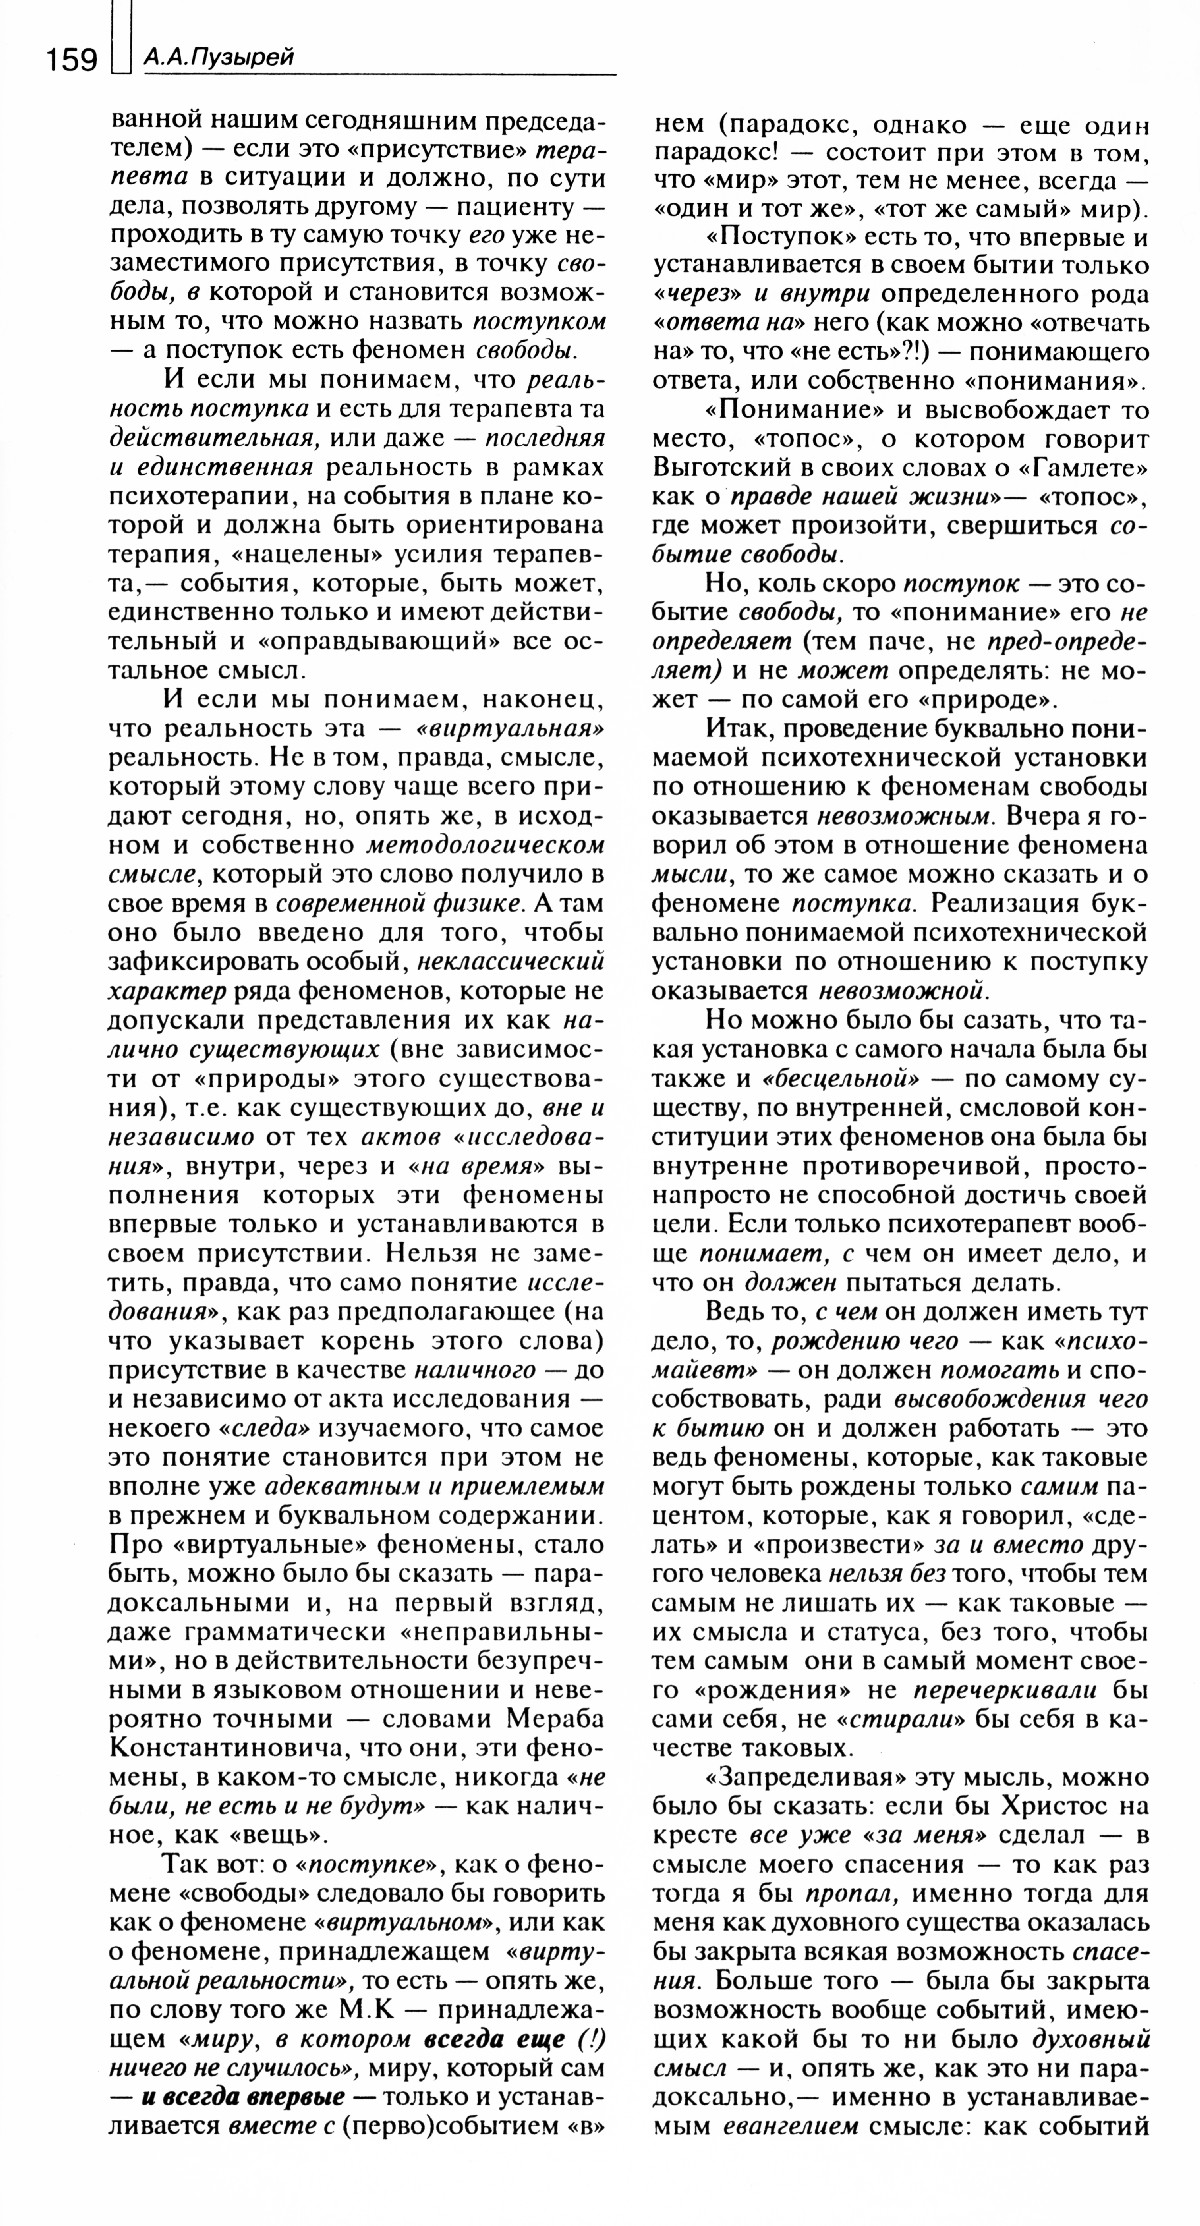 159
А.А.Пузырей
ванной нашим сегодняшним председа-
телем) — если это «присутствие» тера-
певта в ситуации и должно, по сути
дела, позволять другому — пациенту —
проходить в ту самую точку его уже не-
заместимого присутствия, в точку сво-
боды, в которой и становится возмож-
ным то, что можно назвать поступком
— а поступок есть феномен свободы.
И если мы понимаем, что реаль-
ность поступка и есть для терапевта та
действительная, или даже — последняя
и единственная реальность в рамках
психотерапии, на события в плане ко-
торой и должна быть ориентирована
терапия, «нацелены» усилия терапев-
та,— события, которые, быть может,
единственно только и имеют действи-
тельный и «оправдывающий» все ос-
тальное смысл.
И если мы понимаем, наконец,
что реальность эта — «виртуальная»
реальность. Не в том, правда, смысле,
который этому слову чаще всего при-
дают сегодня, но, опять же, в исход-
ном и собственно методологическом
смысле, который это слово получило в
свое время в современной физике. А там
оно было введено для того, чтобы
зафиксировать особый, неклассический
характер ряда феноменов, которые не
допускали представления их как на-
лично существующих (вне зависимос-
ти от «природы» этого существова-
ния), т.е. как существующих до, вне и
независимо от тех актов «исследова-
ния», внутри, через и «на время» вы-
полнения которых эти феномены
впервые только и устанавливаются в
своем присутствии. Нельзя не заме-
тить, правда, что само понятие иссле-
дования», как раз предполагающее (на
что указывает корень этого слова)
присутствие в качестве наличного — до
и независимо от акта исследования —
некоего «следа» изучаемого, что самое
это понятие становится при этом не
вполне уже адекватным и приемлемым
в прежнем и буквальном содержании.
Про «виртуальные» феномены, стало
быть, можно было бы сказать — пара-
доксальными и, на первый взгляд,
даже грамматически «неправильны-
ми», но в действительности безупреч-
ными в языковом отношении и неве-
роятно точными — словами Мераба
Константиновича, что они, эти фено-
мены, в каком-то смысле, никогда «не
были, не есть и не будут» — как налич-
ное, как «вещь».
Так вот: о «поступке», как о фено-
мене «свободы» следовало бы говорить
как о феномене «виртуальном», или как
о феномене, принадлежащем «вирту-
альной реальности», то есть — опять же,
по слову того же М.К — принадлежа-
щем «миру, в котором всегда еще (!)
ничего не случилось», миру, который сам
— и всегда впервые — только и устанав-
ливается вместе с (перво)событием «в»
нем (парадокс, однако — еще один
парадокс! — состоит при этом в том,
что «мир» этот, тем не менее, всегда —
«один и тот же», «тот же самый» мир).
«Поступок» есть то, что впервые и
устанавливается в своем бытии только
«через» и внутри определенного рода
«ответа на» него (как можно «отвечать
на» то, что «не есть»?!) — понимающего
ответа, или собственно «понимания».
«Понимание» и высвобождает то
место, «топос», о котором говорит
Выготский в своих словах о «Гамлете»
как о правде нашей жизни»— «топос»,
где может произойти, свершиться со-
бытие свободы.
Но, коль скоро поступок — это со-
бытие свободы, то «понимание» его не
определяет (тем паче, не пред-опреде-
ляет) и не может определять: не мо-
жет — по самой его «природе».
Итак, проведение буквально пони-
маемой психотехнической установки
по отношению к феноменам свободы
оказывается невозможным. Вчера я го-
ворил об этом в отношение феномена
мысли, то же самое можно сказать и о
феномене поступка. Реализация бук-
вально понимаемой психотехнической
установки по отношению к поступку
оказывается невозможной.
Но можно было бы сазать, что та-
кая установка с самого начала была бы
также и «бесцельной» — по самому су-
ществу, по внутренней, смсловой кон-
ституции этих феноменов она была бы
внутренне противоречивой, просто-
напросто не способной достичь своей
цели. Если только психотерапевт вооб-
ще понимает, с чем он имеет дело, и
что он должен пытаться делать.
Ведь то, с чем он должен иметь тут
дело, то, рождению чего — как «психо-
майевт» — он должен помогать и спо-
собствовать, ради высвобождения чего
к бытию он и должен работать — это
ведь феномены, которые, как таковые
могут быть рождены только самим па-
центом, которые, как я говорил, «сде-
лать» и «произвести» за и вместо дру-
гого человека нельзя без того, чтобы тем
самым не лишать их — как таковые —
их смысла и статуса, без того, чтобы
тем самым они в самый момент свое-
го «рождения» не перечеркивали бы
сами себя, не «стирали» бы себя в ка-
честве таковых.
«Запределивая» эту мысль, можно
было бы сказать: если бы Христос на
кресте все уже «за меня» сделал — в
смысле моего спасения — то как раз
тогда я бы пропал, именно тогда для
меня как духовного существа оказалась
бы закрыта всякая возможность спасе-
ния. Больше того — была бы закрыта
возможность вообще событий, имею-
щих какой бы то ни было духовный
смысл — и, опять же, как это ни пара-
доксально,— именно в устанавливае-
мым евангелием смысле: как событий